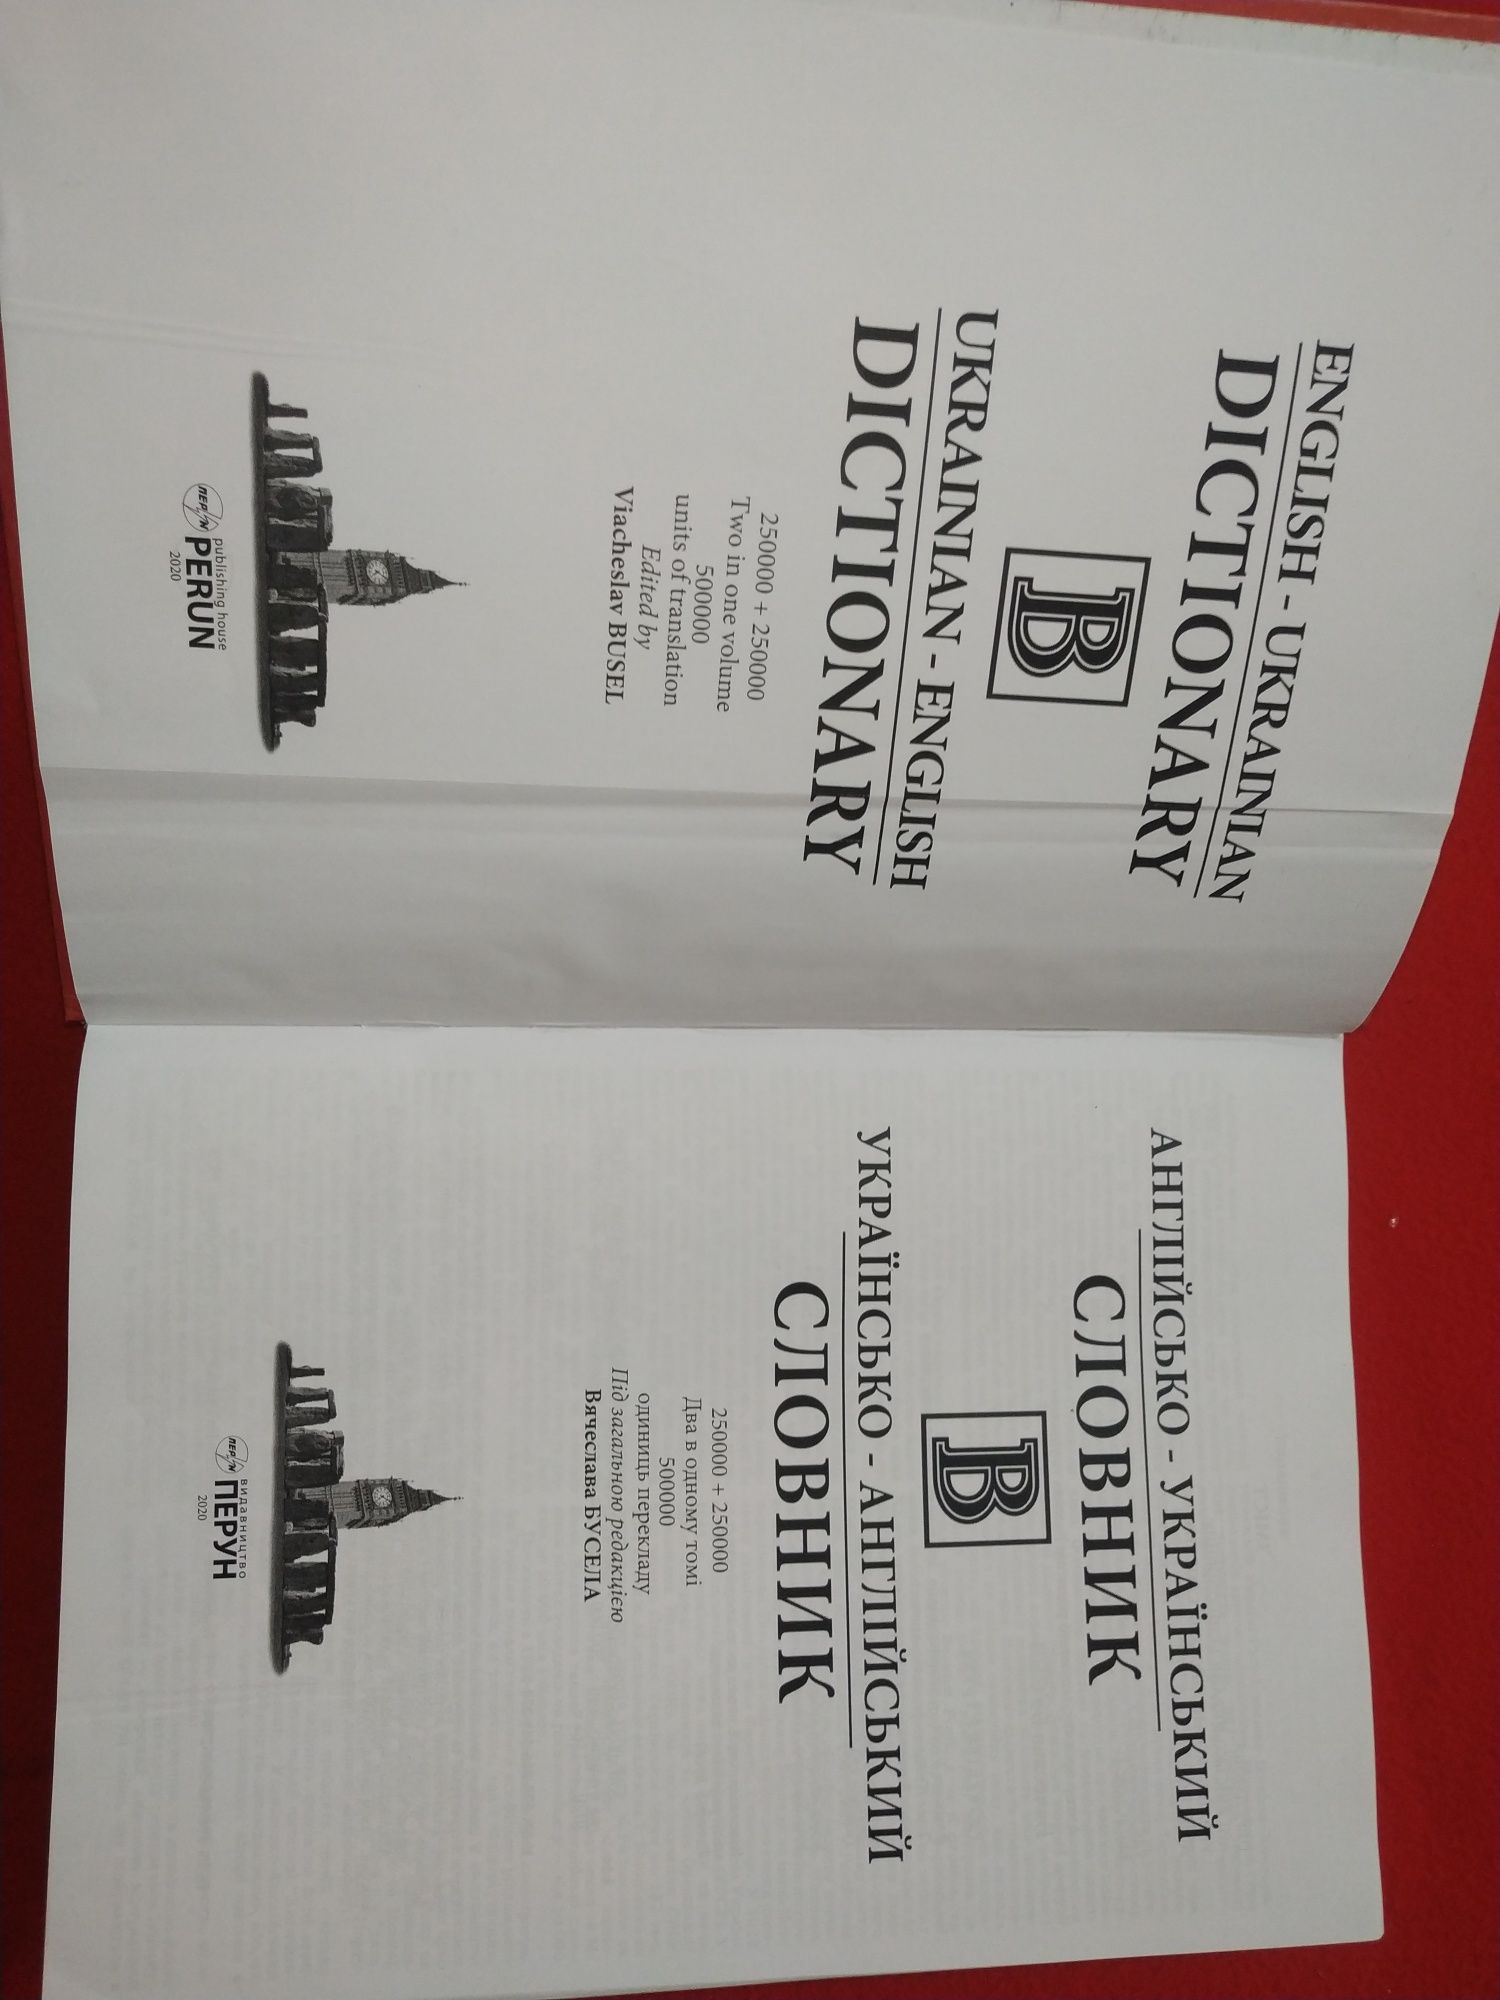 ENGLISH - UKRAINIAN
DICTIONARY
B
UKRAINIAN - ENGLISH
DICTIONARY
250000 + 250000
Two in one volume
500000
units of translation
Edited by
Viacheslav BUSEL
ПЕРУН
publishing house
PERUN
2020
АНГЛІЙСЬКО - УКРАЇНСЬКИЙ
СЛОВНИК
B
УКРАЇНСЬКО - АНГЛІЙСЬКИЙ
СЛОВНИК
250000 + 250000
Два в одному томі
500000
одиниць перекладу
Під загальною редакцією
Вячеслава БУСЕЛА
ПЕРУН
видавництво
ПЕРУН
2020